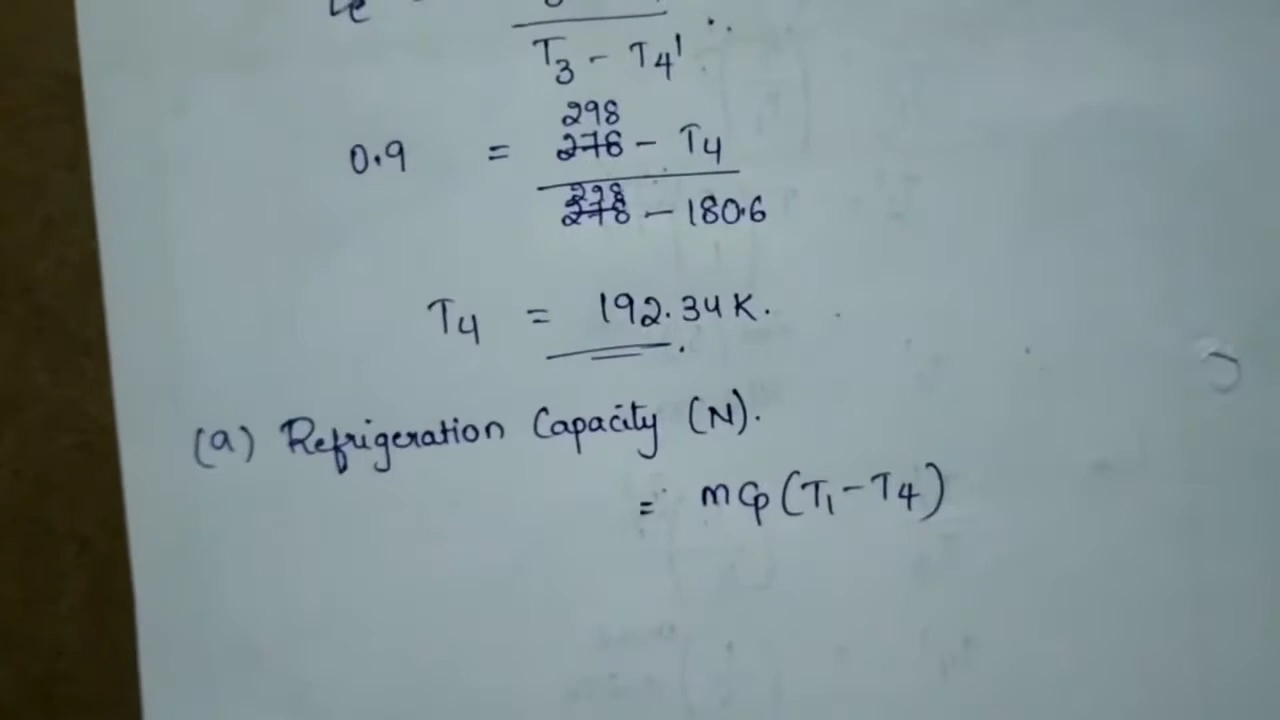 T3 - T4'
298
0.9 = 278 - T4
298
278 - 180.6
T4 = 192.34 K.
(a) Refrigeration Capacity (N).
= mCp (T1 - T4)